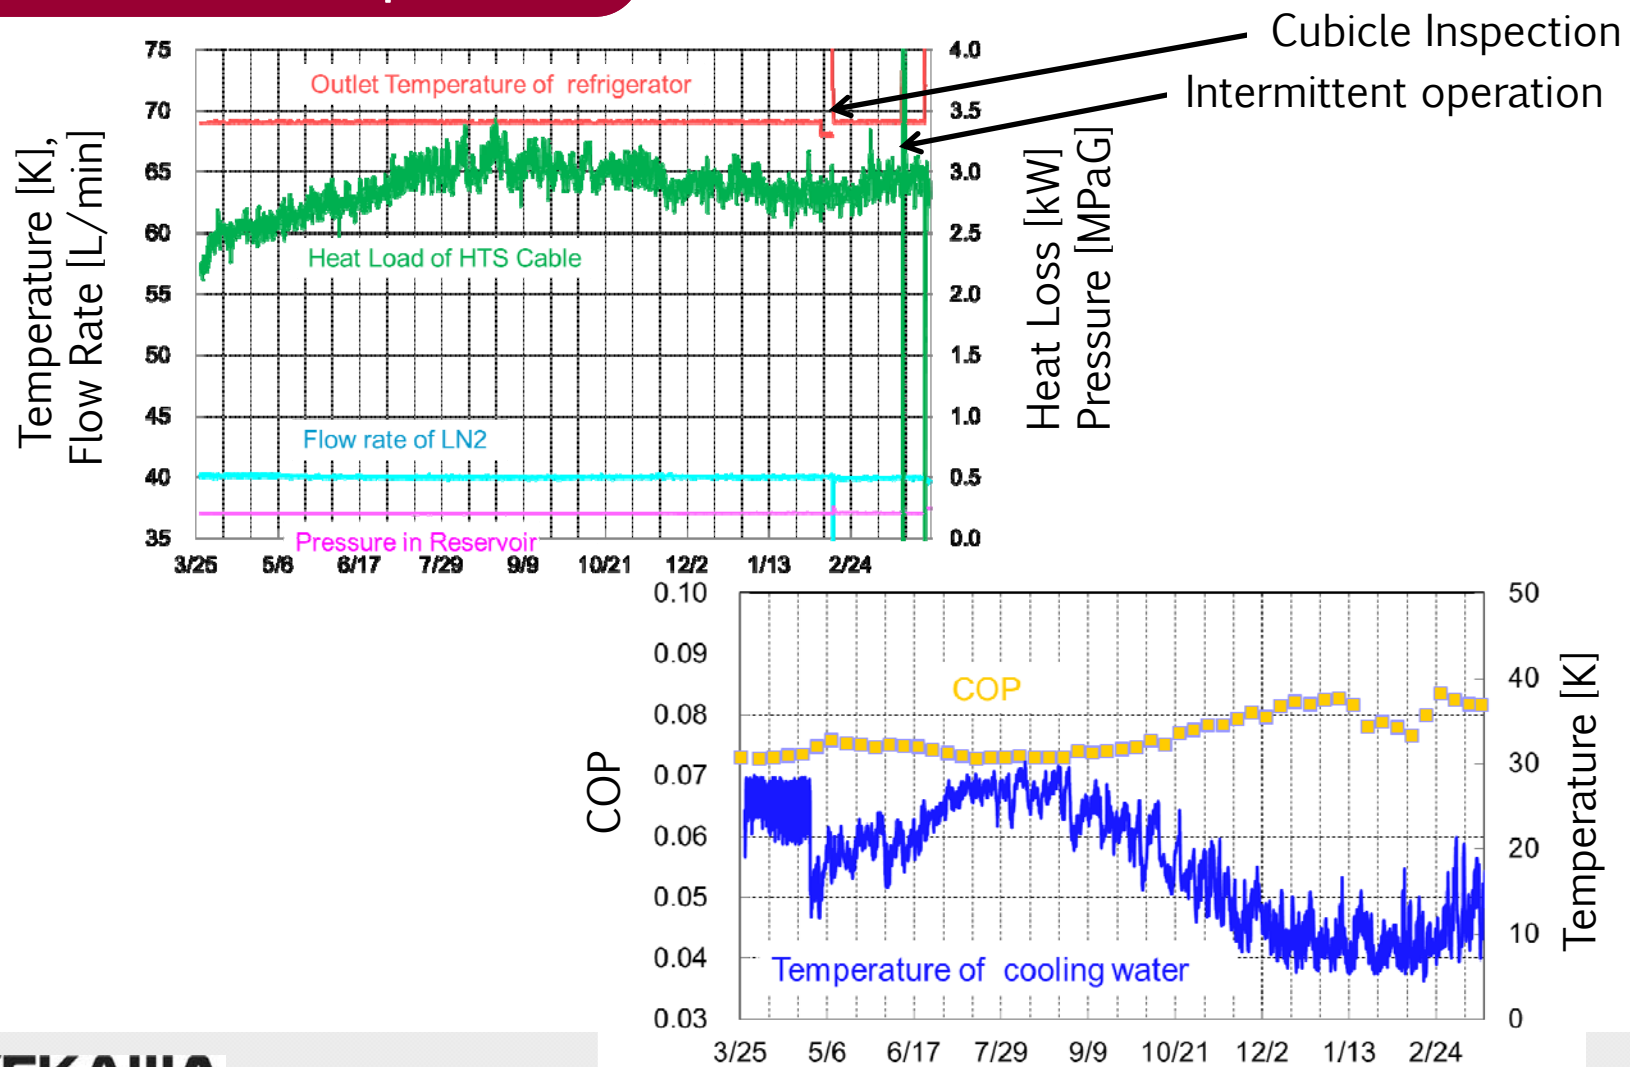 Cubicle Inspection
Intermittent operation
Temperature [K],
Flow Rate [L/min]
75
70
65
60
55
50
45
40
35
Outlet Temperature of refrigerator
Heat Load of HTS Cable
Flow rate of LN2
Pressure in Reservoir
4.0
3.5
3.0
2.5
2.0
1.5
1.0
0.5
0.0
Heat Loss [kW]
Pressure [MPaG]
3/25 5/6 6/17 7/29 9/9 10/21 12/2 1/13 2/24
COP
0.10
0.09
0.08
0.07
0.06
0.05
0.04
0.03
COP
Temperature of cooling water
50
40
30
20
10
0
Temperature [K]
3/25 5/6 6/17 7/29 9/9 10/21 12/2 1/13 2/24